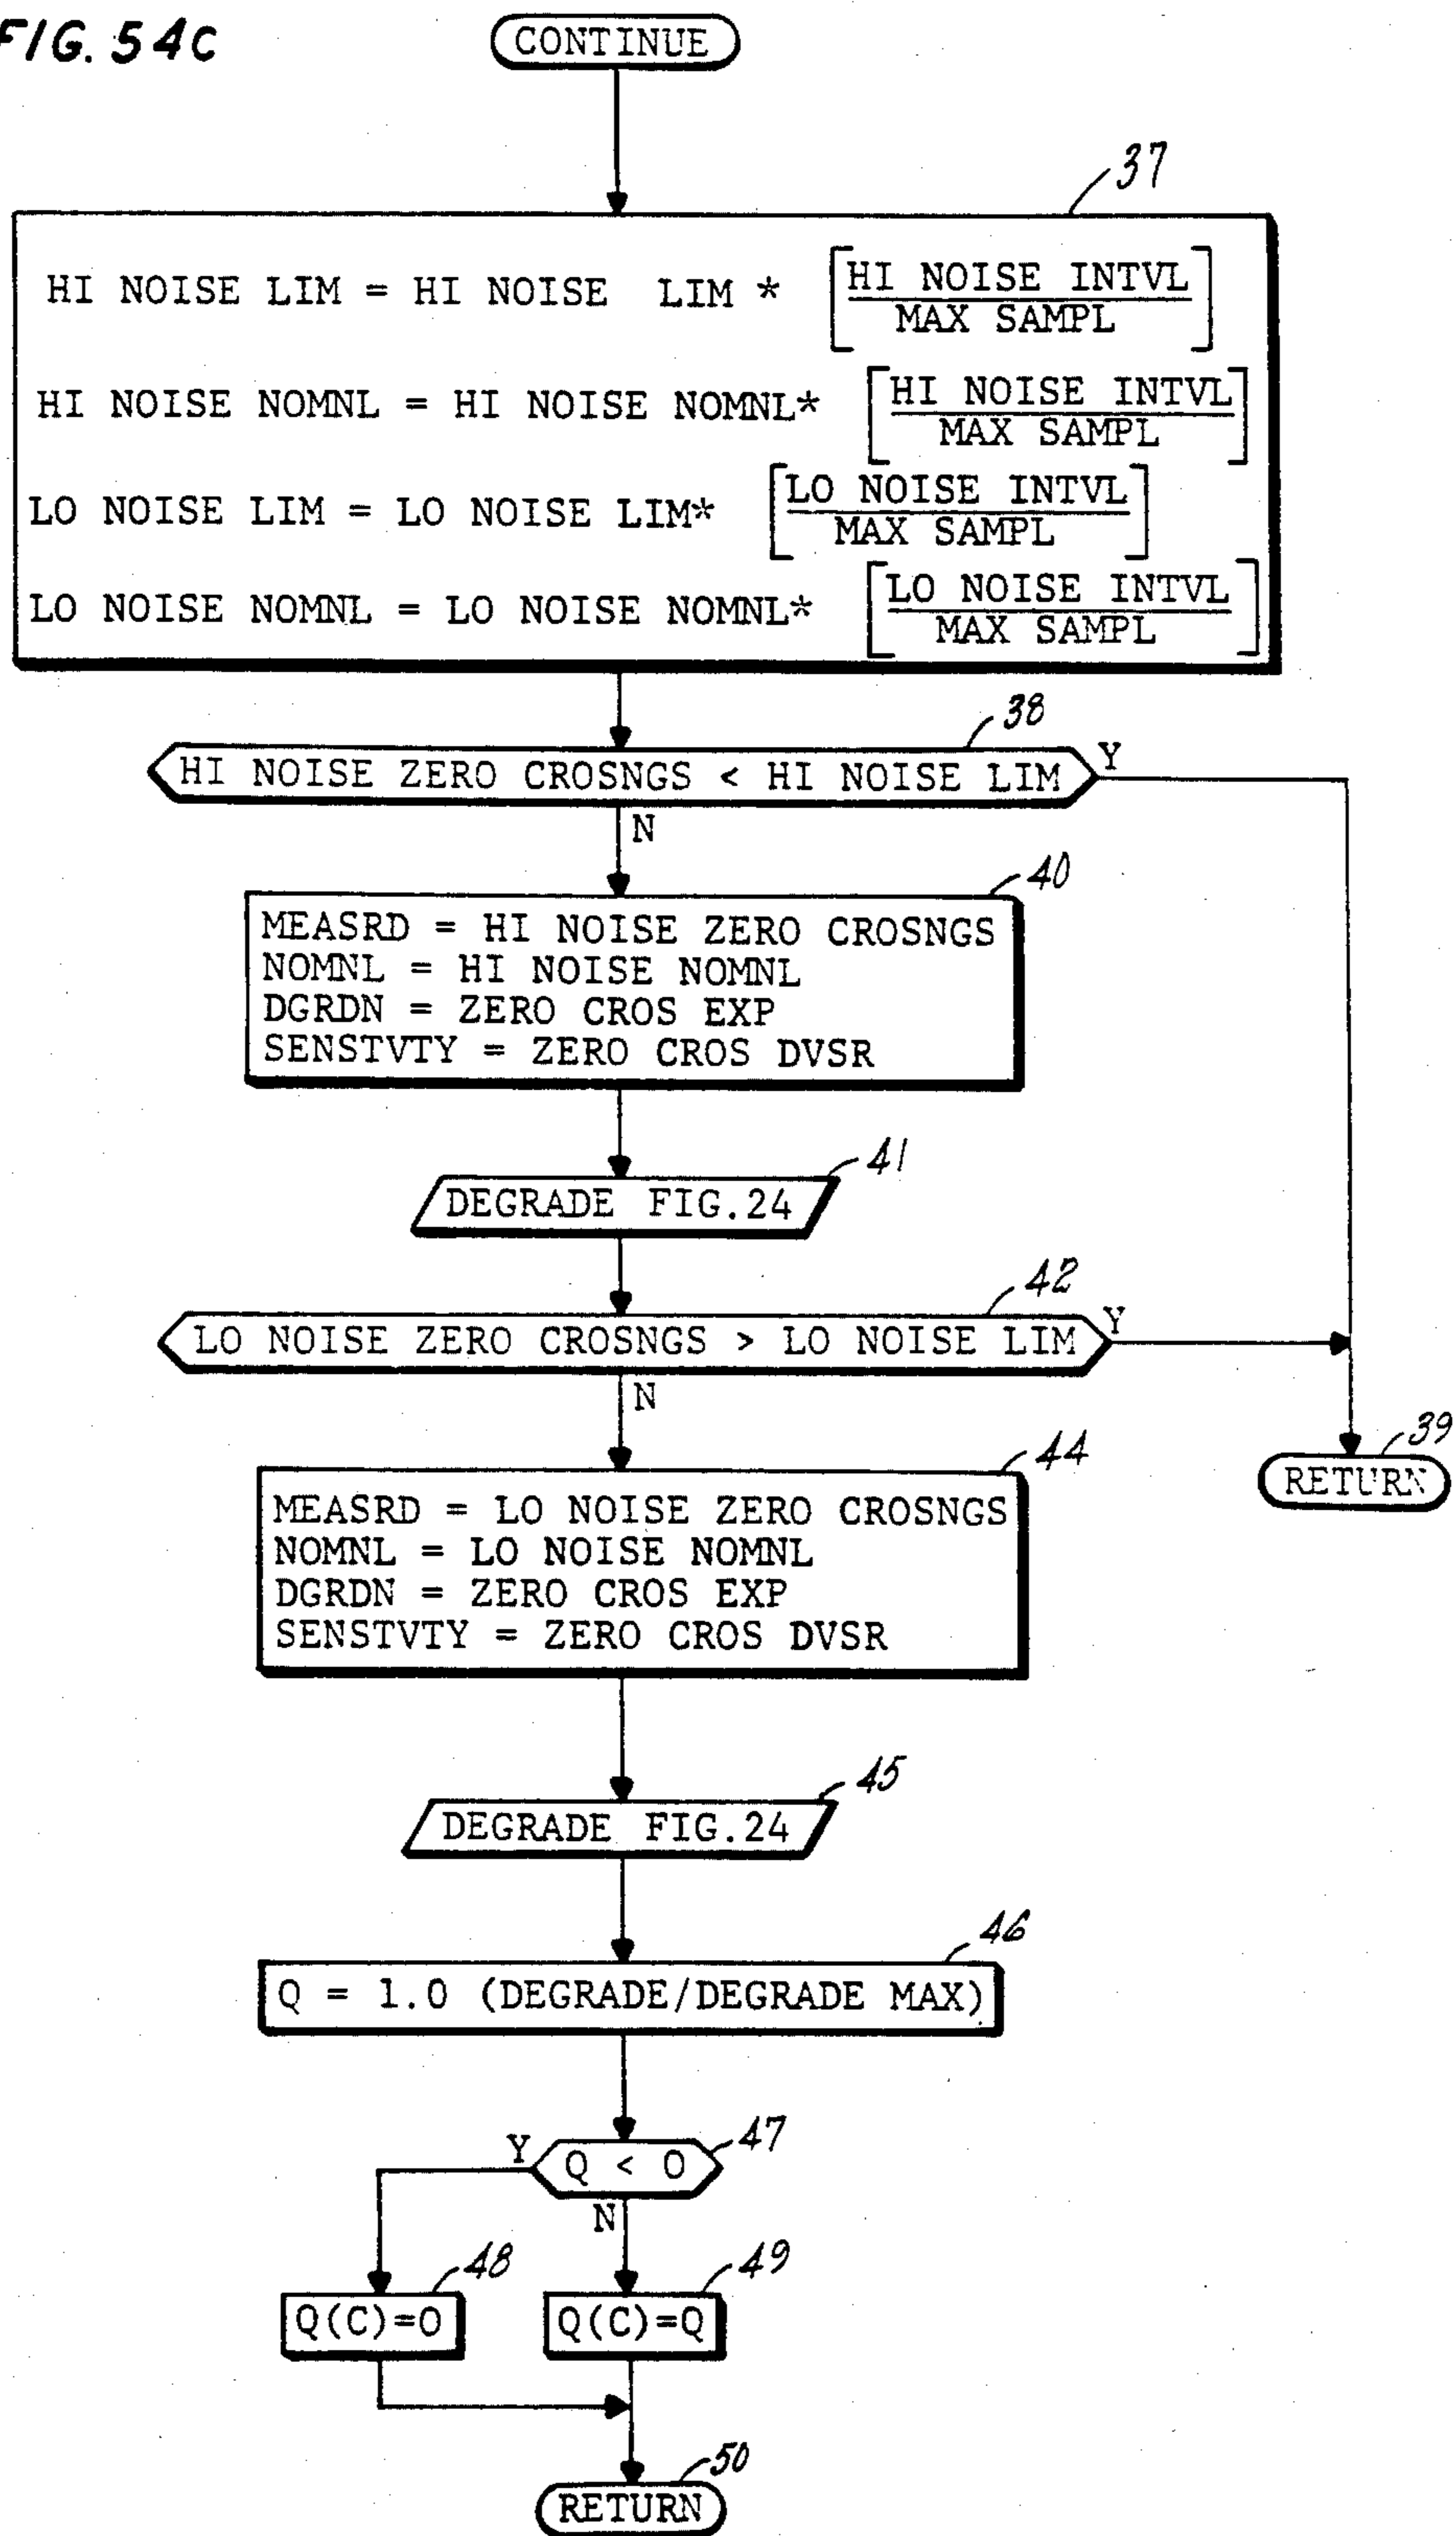 FIG. 54C
CONTINUE
37
HI NOISE LIM = HI NOISE LIM * [HI NOISE INTVL
MAX SAMPL]
HI NOISE NOMNL = HI NOISE NOMNL* [HI NOISE INTVL
MAX SAMPL]
LO NOISE LIM = LO NOISE LIM* [LO NOISE INTVL
MAX SAMPL]
LO NOISE NOMNL = LO NOISE NOMNL* [LO NOISE INTVL
MAX SAMPL]
38
HI NOISE ZERO CROSNGS < HI NOISE LIM
Y
N
40
MEASRD = HI NOISE ZERO CROSNGS
NOMNL = HI NOISE NOMNL
DGRDN = ZERO CROS EXP
SENSTVTY = ZERO CROS DVSR
41
DEGRADE FIG.24
42
LO NOISE ZERO CROSNGS > LO NOISE LIM
Y
N
39
RETURN
44
MEASRD = LO NOISE ZERO CROSNGS
NOMNL = LO NOISE NOMNL
DGRDN = ZERO CROS EXP
SENSTVTY = ZERO CROS DVSR
45
DEGRADE FIG.24
46
Q = 1.0 (DEGRADE/DEGRADE MAX)
47
Y
Q < 0
N
48
Q(C)=0
49
Q(C)=Q
50
RETURN